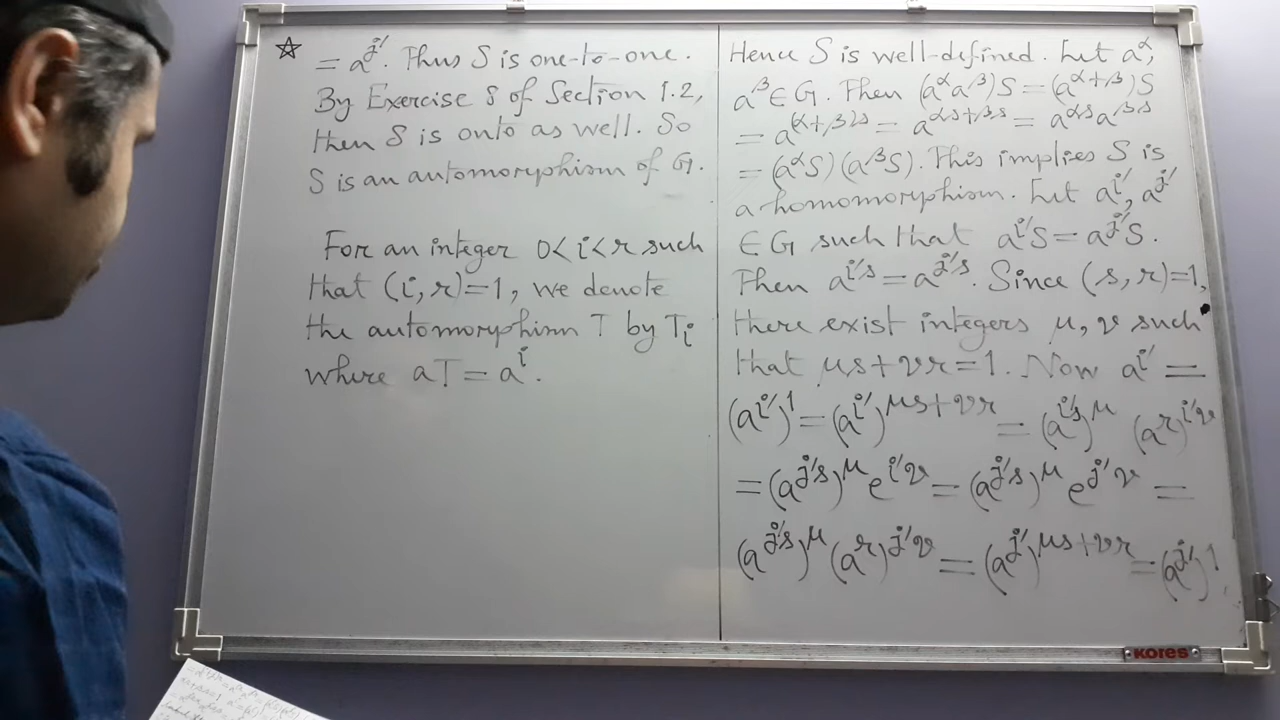 ☆ = a^{j'}. Thus S is one-to-one.
By Exercise 8 of Section 1.2,
then S is onto as well. So
S is an automorphism of G.
For an integer 0<i<r such
that (i,r)=1, we denote
the automorphism T by T_i
where aT = a^i.
Hence S is well-defined. Let a^α,
a^β ∈ G. Then (a^α a^β)S = (a^{α+β})S
= a^{(α+β)s} = a^{αs+βs} = a^{αs}a^{βs}
= (a^α S)(a^β S). This implies S is
a homomorphism. Let a^{i'}, a^{j'}
∈ G such that a^{i'}S = a^{j'}S.
Then a^{i's} = a^{j's}. Since (s,r)=1,
there exist integers μ, ν such
that μs+νr=1. Now a^{i'} =
(a^{i'})^1 = (a^{i'})^{μs+νr} = (a^{i's})^μ (a^r)^{i'ν}
= (a^{j's})^μ e^{i'ν} = (a^{j's})^μ e^{j'ν} =
(a^{j's})^μ (a^r)^{j'ν} = (a^{j'})^{μs+νr} = (a^{j'})^1
KORES